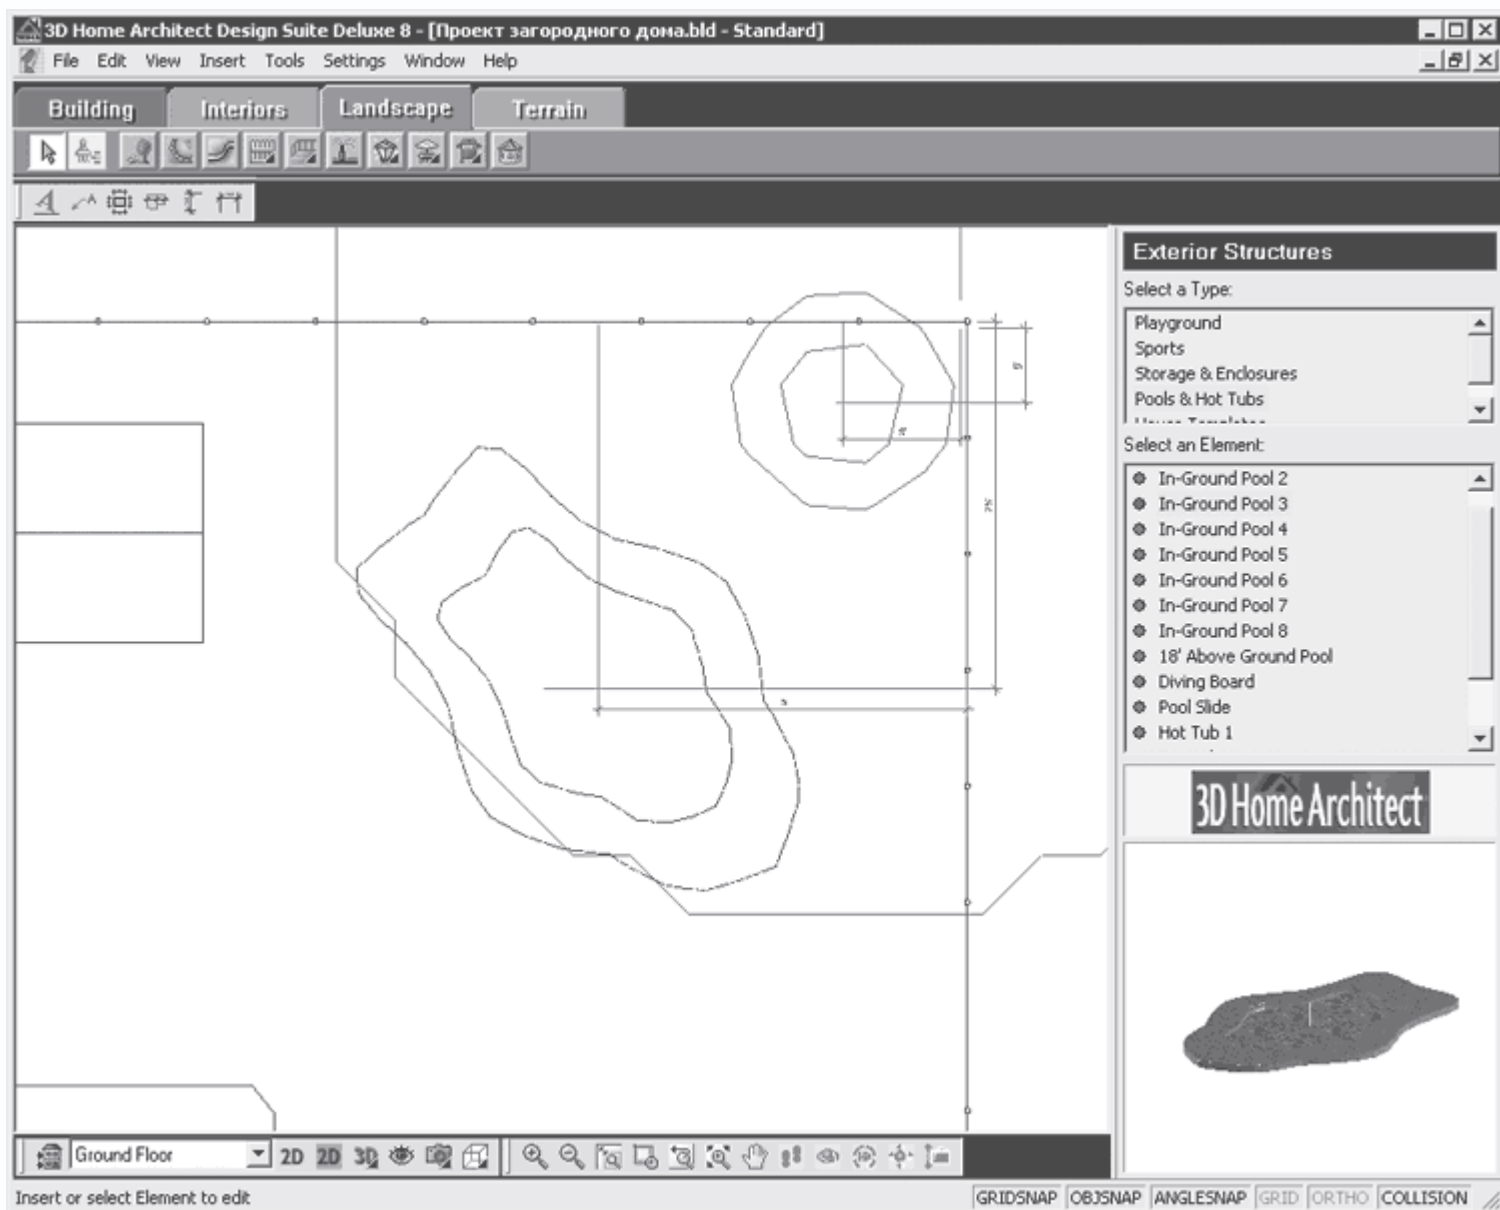 3D Home Architect Design Suite Deluxe 8 - [Проект загородного дома.bld - Standard]
File Edit View Insert Tools Settings Window Help
Building Interiors Landscape Terrain
Exterior Structures
Select a Type:
Playground
Sports
Storage & Enclosures
Pools & Hot Tubs
Select an Element:
In-Ground Pool 2
In-Ground Pool 3
In-Ground Pool 4
In-Ground Pool 5
In-Ground Pool 6
In-Ground Pool 7
In-Ground Pool 8
18' Above Ground Pool
Diving Board
Pool Slide
Hot Tub 1
3D Home Architect
Ground Floor 2D 2D 3D
Insert or select Element to edit GRIDSNAP OBJSNAP ANGLESNAP GRID ORTHO COLLISION